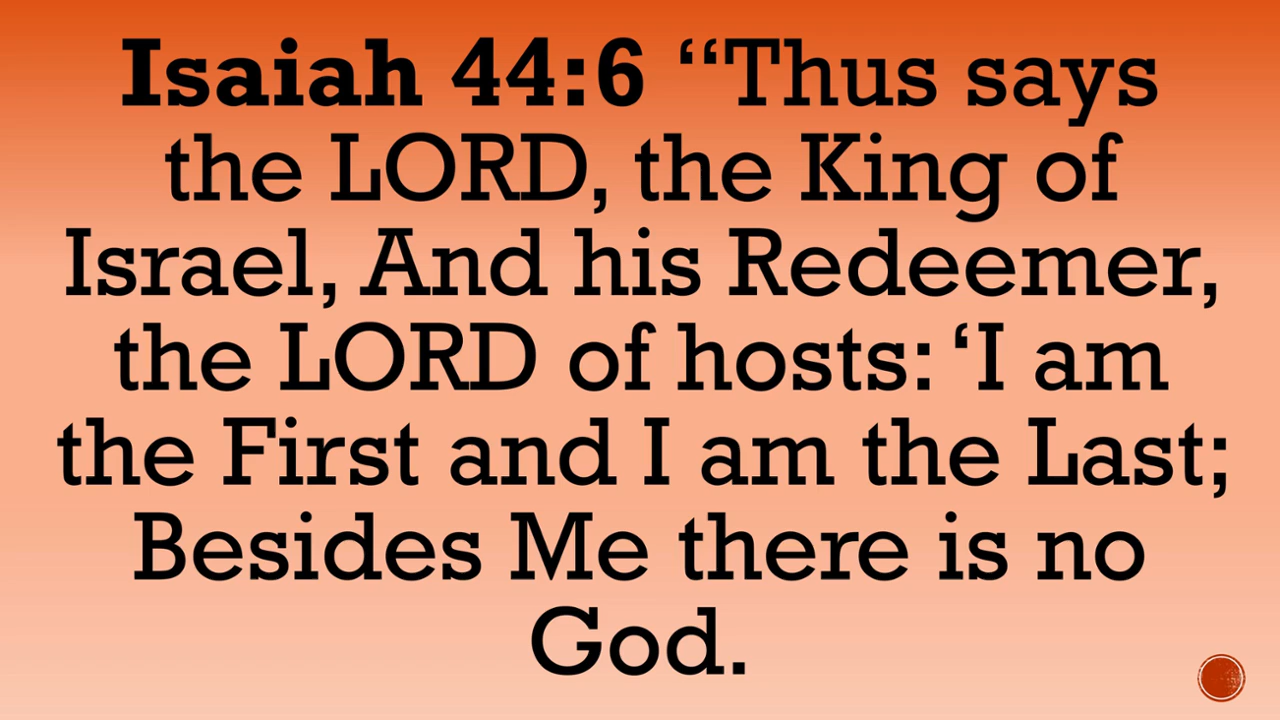 Isaiah 44:6 “Thus says
the LORD, the King of
Israel, And his Redeemer,
the LORD of hosts: ‘I am
the First and I am the Last;
Besides Me there is no
God.